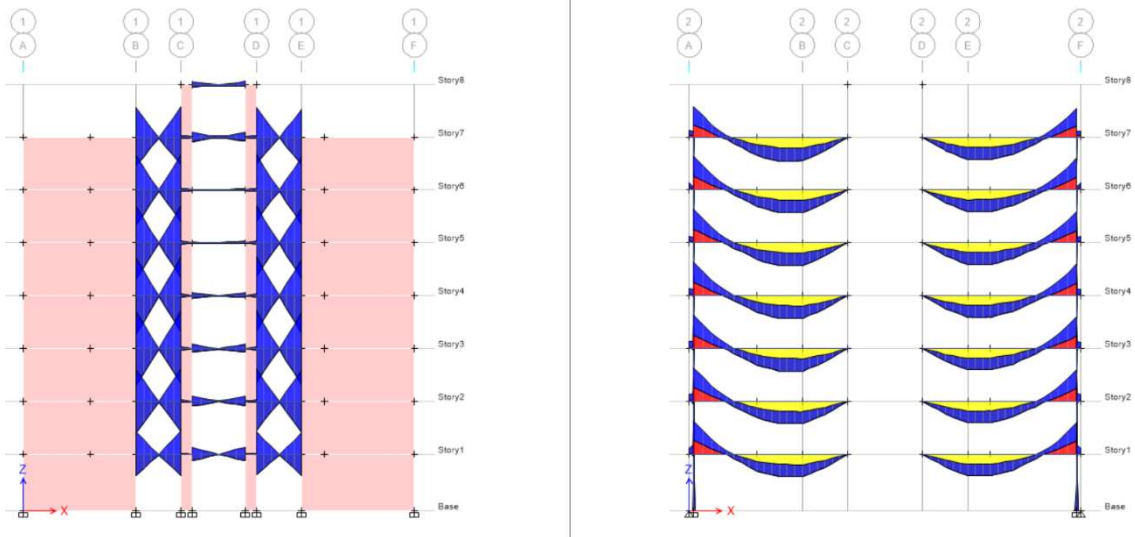 1 1 1 1 1 1
A B C D E F
Story8
Story7
Story6
Story5
Story4
Story3
Story2
Story1
Z
X
Base
2 2 2 2 2 2
A B C D E F
Story8
Story7
Story6
Story5
Story4
Story3
Story2
Story1
Z
X
Base